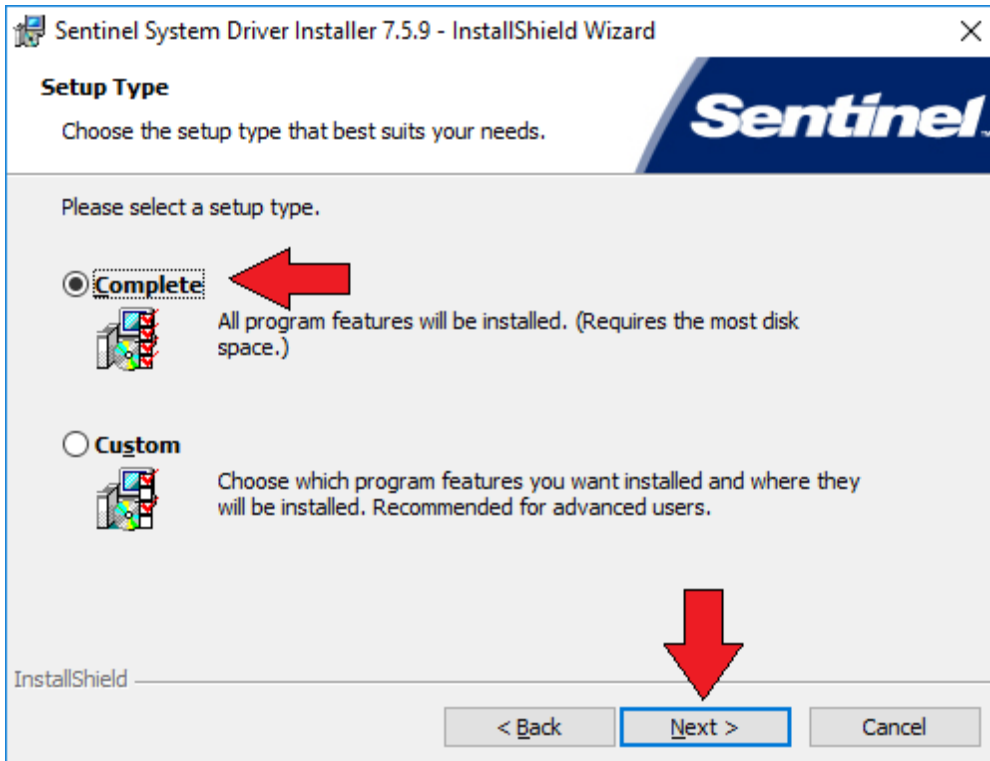 Sentinel System Driver Installer 7.5.9 - InstallShield Wizard
Setup Type
Choose the setup type that best suits your needs.
Sentinel
Please select a setup type.
Complete
All program features will be installed. (Requires the most disk
space.)
Custom
Choose which program features you want installed and where they
will be installed. Recommended for advanced users.
InstallShield
< Back Next > Cancel